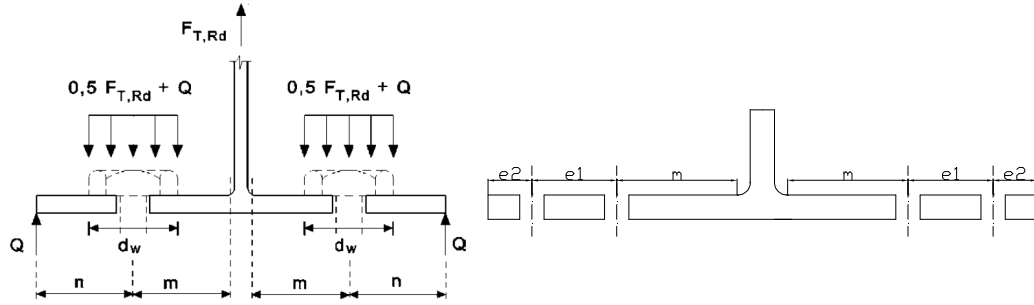 F_T,Rd
0,5 F_T,Rd + Q 0,5 F_T,Rd + Q
e2 e1 m m e1 e2
Q d_w d_w Q
n m m n